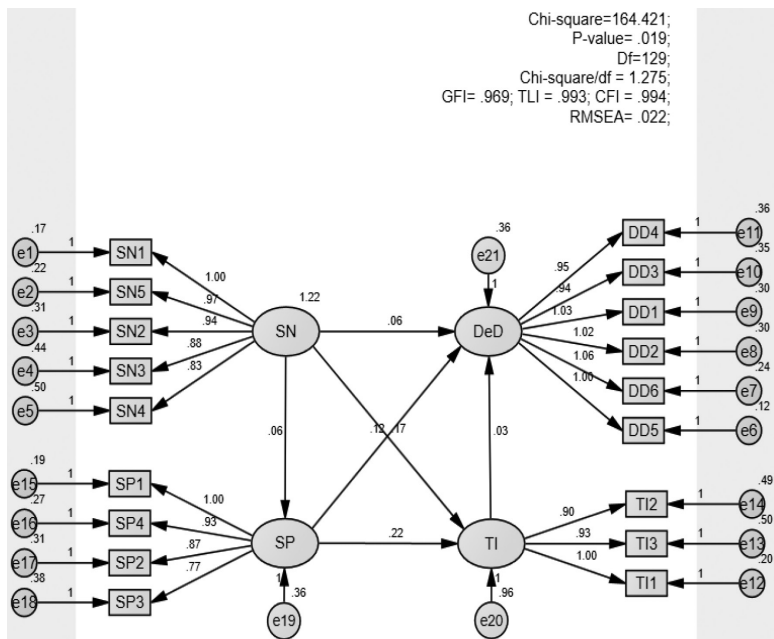 Chi-square=164.421;
P-value= .019;
Df=129;
Chi-square/df = 1.275;
GFI= .969; TLI = .993; CFI = .994;
RMSEA= .022;
.17
e1 1 SN1
.22
e2 1 SN5
.31
e3 1 SN2
.44
e4 1 SN3
.50
e5 1 SN4
1.00
.97
.94
.88
.83
1.22
SN
.06
.36
e21
1
DeD
.95
.94
1.03
1.02
1.06
1.00
.36
DD4 1 e11
.35
DD3 1 e10
.30
DD1 1 e9
.30
DD2 1 e8
.24
DD6 1 e7
.12
DD5 1 e6
.06
.12
.17
.03
.19
e15 1 SP1
.27
e16 1 SP4
.31
e17 1 SP2
.38
e18 1 SP3
1.00
.93
.87
.77
SP
.22
TI
.90
.93
1.00
.49
TI2 1 e14
.50
TI3 1 e13
.20
TI1 1 e12
1
.36
e19
1
.96
e20